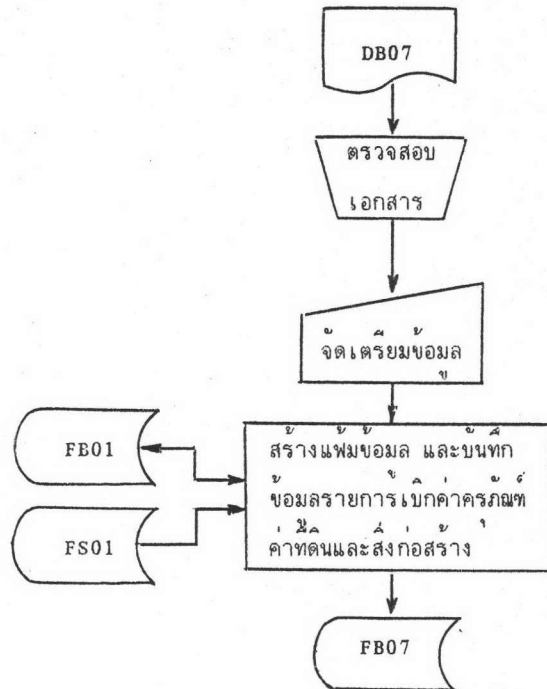 DB07
ตรวจสอบ
เอกสาร
จัดเตรียมข้อมูล
สร้างแฟ้มข้อมูล และบันทึก
ข้อมูลรายการเบิกค่าครุภัณฑ์
ค่าที่ดินและสิ่งก่อสร้าง
FB01
FS01
FB07